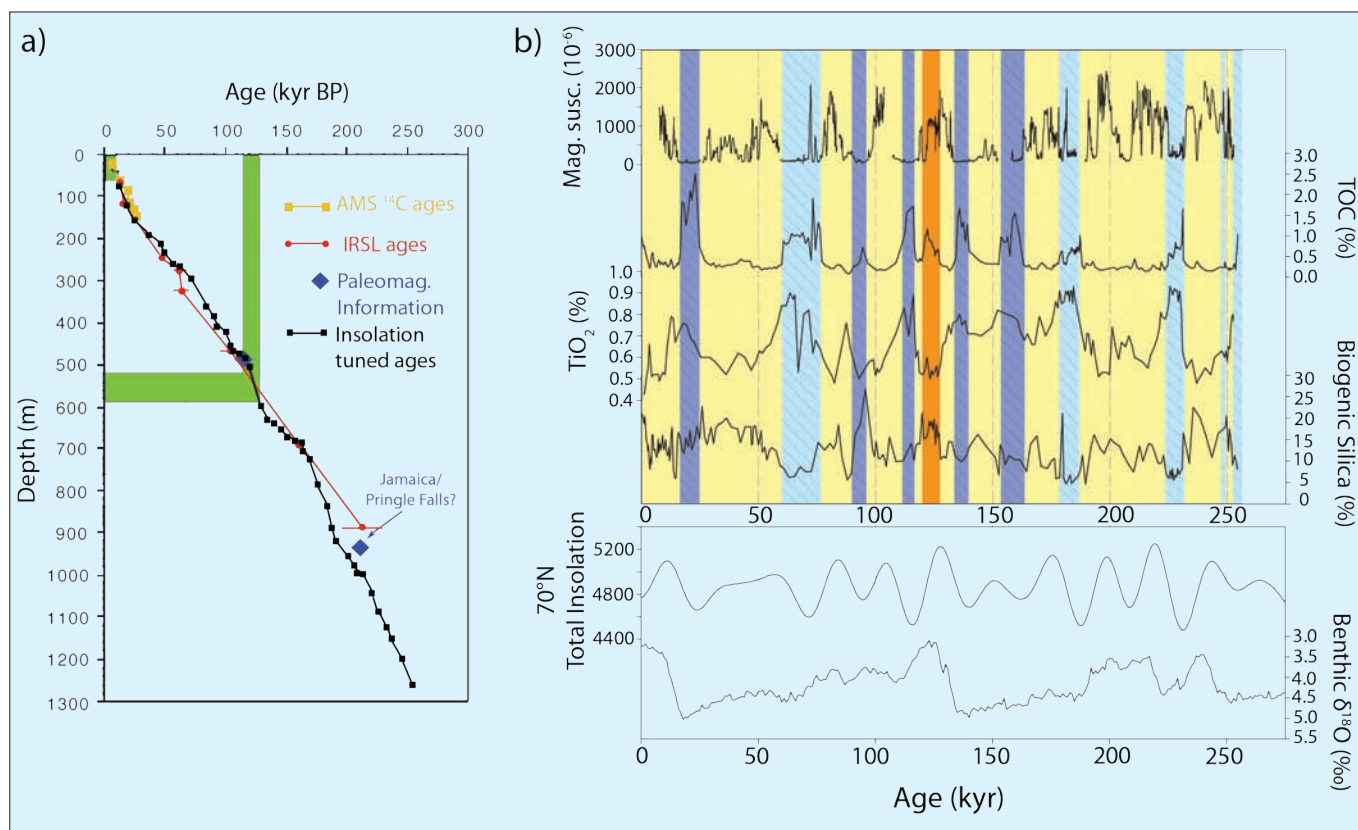 a)
Age (kyr BP)
0 50 100 150 200 250 300
0
100
200
300
400
500
600
700
800
900
1000
1100
1200
1300
Depth (m)
AMS ¹⁴C ages
IRSL ages
Paleomag.
Information
Insolation
tuned ages
Jamaica/
Pringle Falls?
b)
Mag. susc. (10⁻⁶)
3000
2000
1000
0
TOC (%)
3.0
2.5
2.0
1.5
1.0
0.5
0.0
TiO₂ (%)
1.0
0.9
0.8
0.7
0.6
0.5
0.4
Biogenic Silica (%)
30
25
20
15
10
5
0
0 50 100 150 200 250
70°N
Total Insolation
5200
4800
4400
Benthic δ¹⁸O (‰)
3.0
3.5
4.0
4.5
5.0
5.5
0 50 100 150 200 250
Age (kyr)